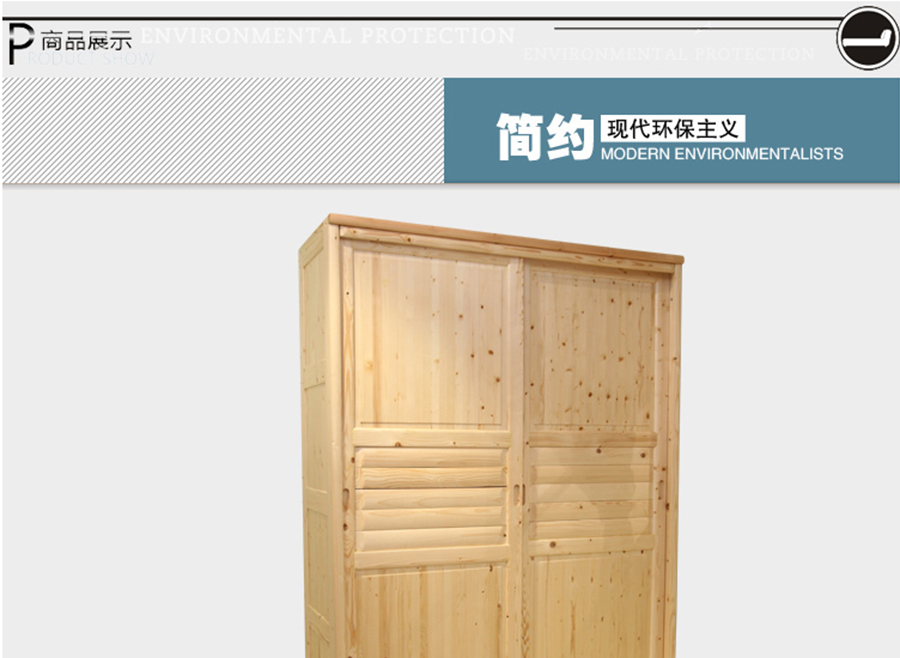 P商品展示
RODUCT SHOW
ENVIRONMENTAL PROTECTION
ENVIRONMENTAL PROTECTION
简约
现代环保主义
MODERN ENVIRONMENTALISTS